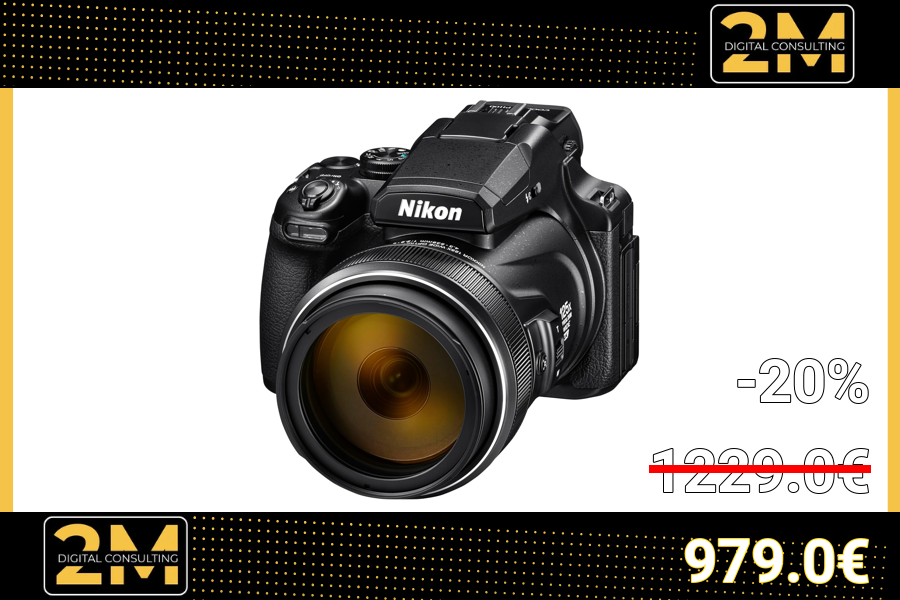 2M
DIGITAL CONSULTING
Nikon
-20%
1229.0€
2M
DIGITAL CONSULTING
979.0€